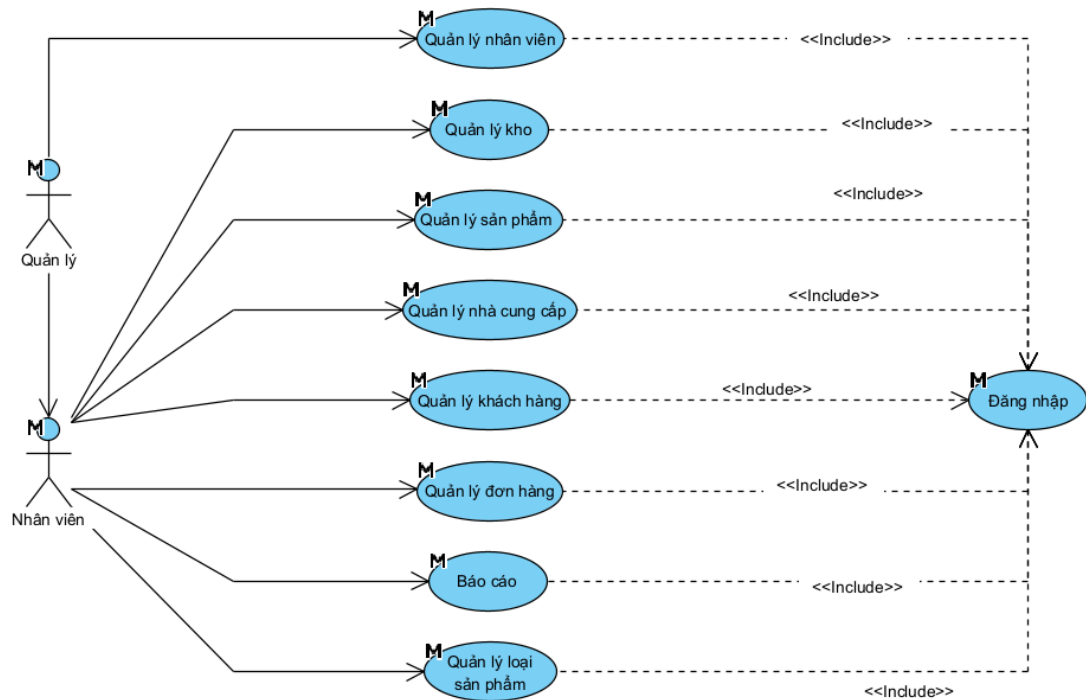 M
Quản lý nhân viên
<<Include>>
M
Quản lý kho
<<Include>>
M
Quản lý
M
Quản lý sản phẩm
<<Include>>
M
Quản lý nhà cung cấp
<<Include>>
M
Quản lý khách hàng
<<Include>>
M
Đăng nhập
M
Nhân viên
M
Quản lý đơn hàng
<<Include>>
M
Báo cáo
<<Include>>
M
Quản lý loại
sản phẩm
<<Include>>